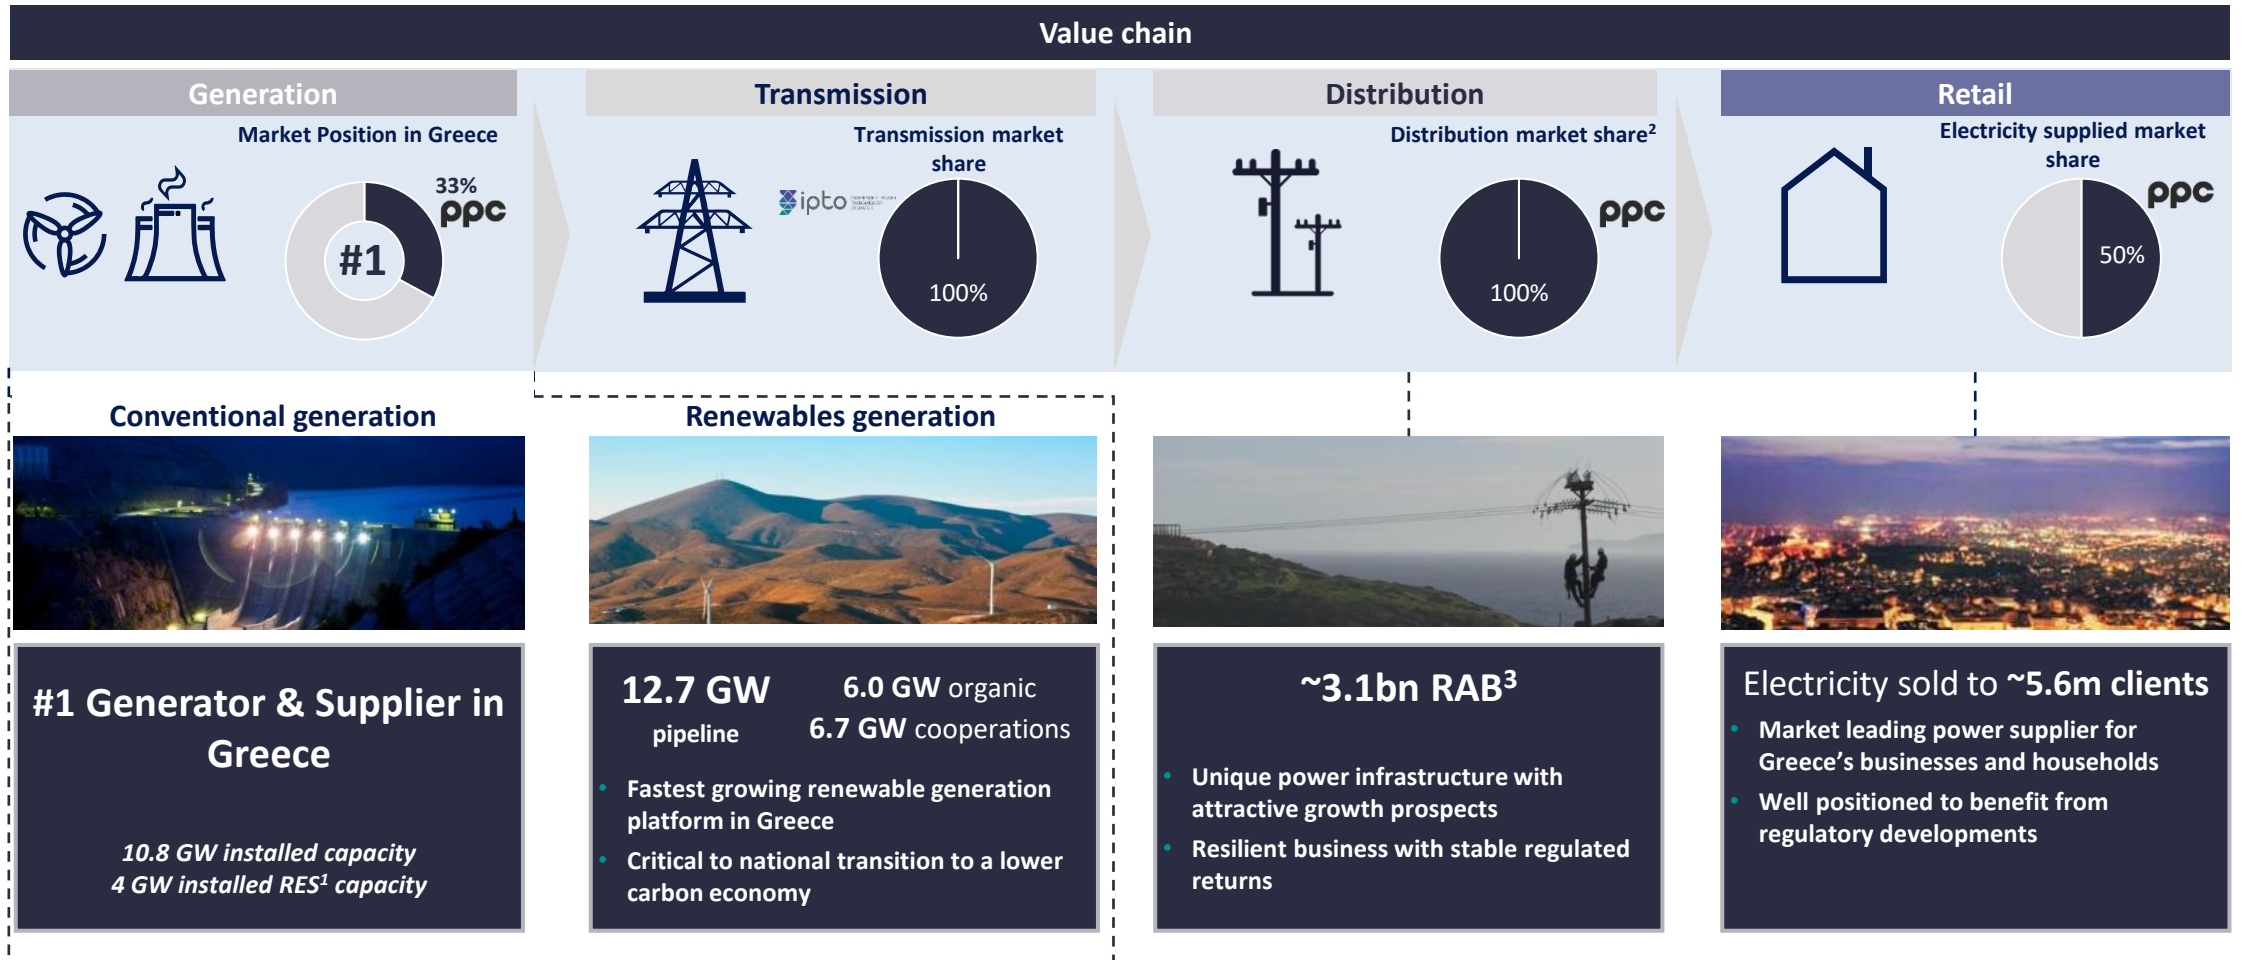 Value chain
Generation
Market Position in Greece
33%
ppc
#1
Transmission
Transmission market
share
ipto
100%
Distribution
Distribution market share²
ppc
100%
Retail
Electricity supplied market
share
ppc
50%
Conventional generation
#1 Generator & Supplier in
Greece
10.8 GW installed capacity
4 GW installed RES¹ capacity
Renewables generation
12.7 GW
pipeline
6.0 GW organic
6.7 GW cooperations
• Fastest growing renewable generation
platform in Greece
• Critical to national transition to a lower
carbon economy
~3.1bn RAB³
• Unique power infrastructure with
attractive growth prospects
• Resilient business with stable regulated
returns
Electricity sold to ~5.6m clients
• Market leading power supplier for
Greece’s businesses and households
• Well positioned to benefit from
regulatory developments